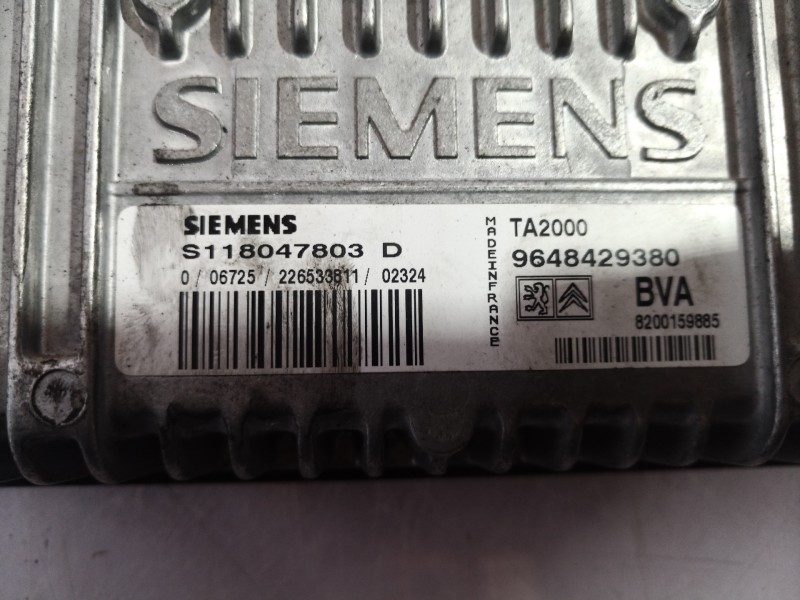 SIEMENS
SIEMENS
S118047803 D
0 / 06725 / 226533811 / 02324
MADEINFRANCE
TA2000
9648429380
BVA
8200159885